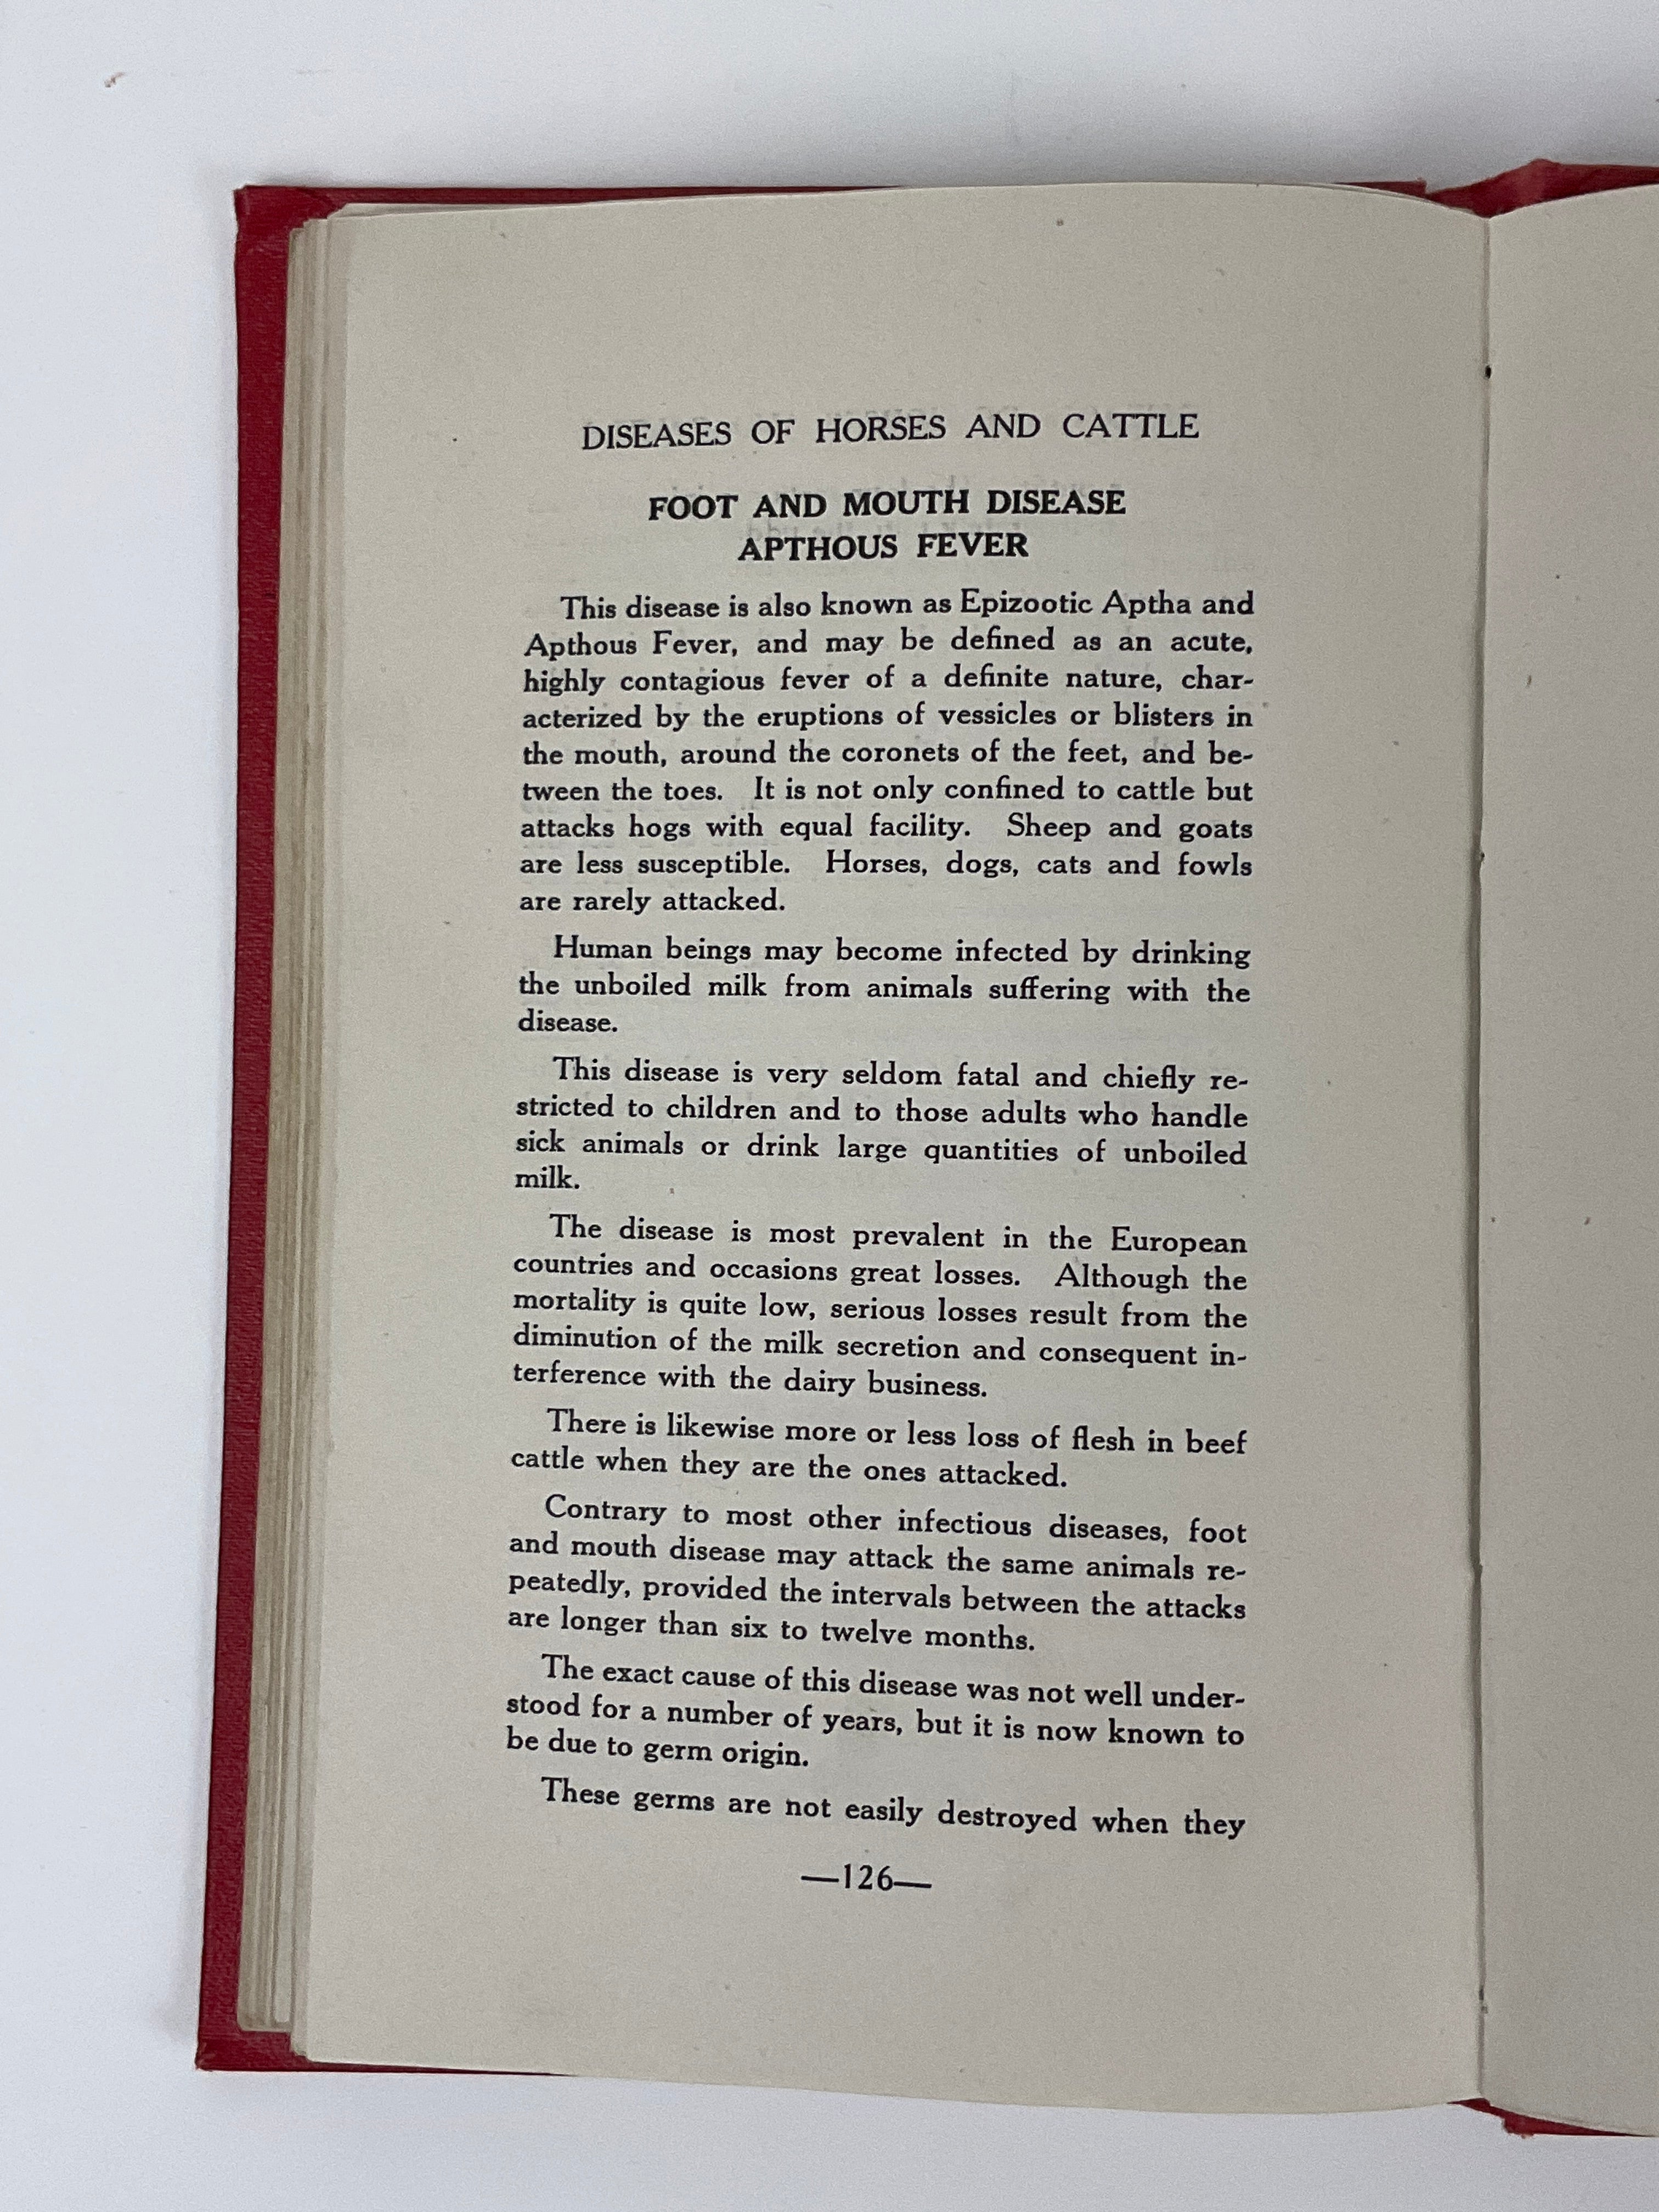 DISEASES OF HORSES AND CATTLE
FOOT AND MOUTH DISEASE
APTHOUS FEVER
This disease is also known as Epizootic Aptha and
Apthous Fever, and may be defined as an acute,
highly contagious fever of a definite nature, char-
acterized by the eruptions of vessicles or blisters in
the mouth, around the coronets of the feet, and be-
tween the toes. It is not only confined to cattle but
attacks hogs with equal facility. Sheep and goats
are less susceptible. Horses, dogs, cats and fowls
are rarely attacked.
Human beings may become infected by drinking
the unboiled milk from animals suffering with the
disease.
This disease is very seldom fatal and chiefly re-
stricted to children and to those adults who handle
sick animals or drink large quantities of unboiled
milk.
The disease is most prevalent in the European
countries and occasions great losses. Although the
mortality is quite low, serious losses result from the
diminution of the milk secretion and consequent in-
terference with the dairy business.
There is likewise more or less loss of flesh in beef
cattle when they are the ones attacked.
Contrary to most other infectious diseases, foot
and mouth disease may attack the same animals re-
peatedly, provided the intervals between the attacks
are longer than six to twelve months.
The exact cause of this disease was not well under-
stood for a number of years, but it is now known to
be due to germ origin.
These germs are not easily destroyed when they
—126—